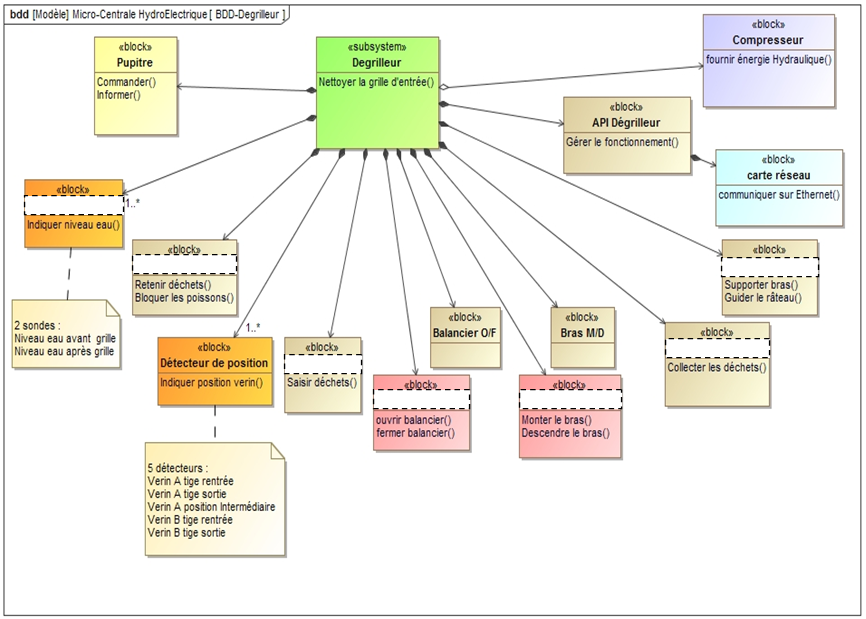 bdd [Modèle] Micro-Centrale HydroElectrique [ BDD-Degrilleur ]
«block»
Pupitre
Commander()
Informer()
«subsystem»
Degrilleur
Nettoyer la grille d'entrée()
«block»
Compresseur
fournir énergie Hydraulique()
«block»
API Dégrilleur
Gérer le fonctionnement()
«block»
carte réseau
communiquer sur Ethernet()
«block»
1..*
Indiquer niveau eau()
2 sondes :
Niveau eau avant grille
Niveau eau après grille
«block»
Retenir déchets()
Bloquer les poissons()
1..*
«block»
Détecteur de position
Indiquer position verin()
5 détecteurs :
Verin A tige rentrée
Verin A tige sortie
Verin A position Intermédiaire
Verin B tige rentrée
Verin B tige sortie
«block»
Saisir déchets()
«block»
ouvrir balancier()
fermer balancier()
«block»
Balancier O/F
«block»
Monter le bras()
Descendre le bras()
«block»
Bras M/D
«block»
Collecter les déchets()
«block»
Supporter bras()
Guider le râteau()